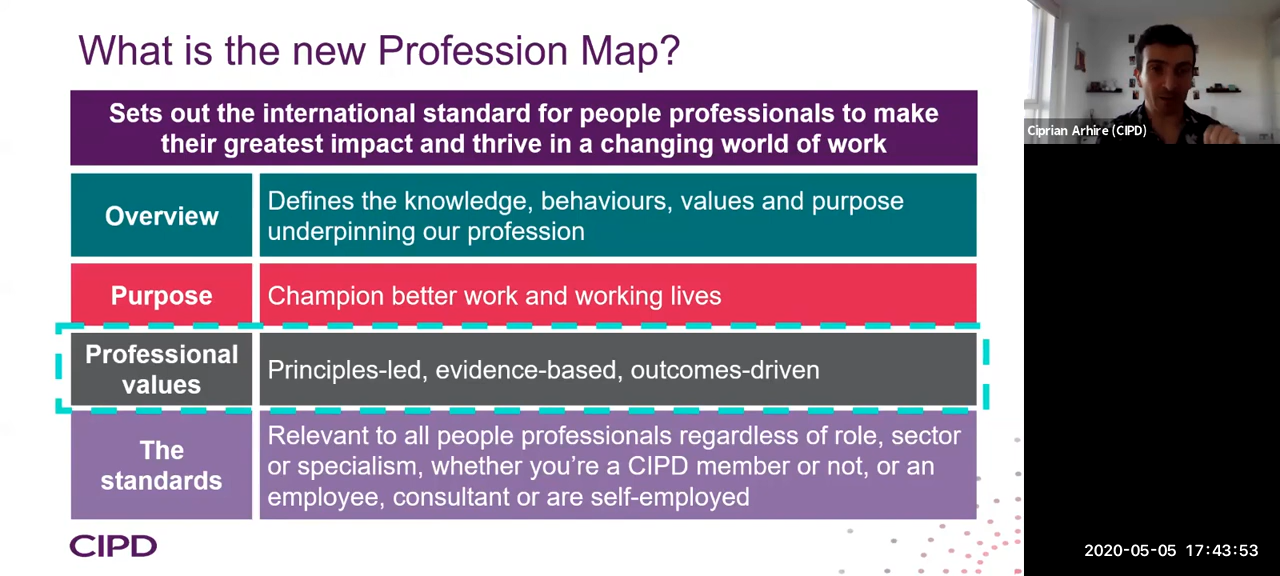 What is the new Profession Map?
Sets out the international standard for people professionals to make
their greatest impact and thrive in a changing world of work
Overview
Defines the knowledge, behaviours, values and purpose
underpinning our profession
Purpose
Champion better work and working lives
Professional
values
Principles-led, evidence-based, outcomes-driven
The
standards
Relevant to all people professionals regardless of role, sector
or specialism, whether you’re a CIPD member or not, or an
employee, consultant or are self-employed
CIPD
Ciprian Arhire (CIPD)
2020-05-05 17:43:53